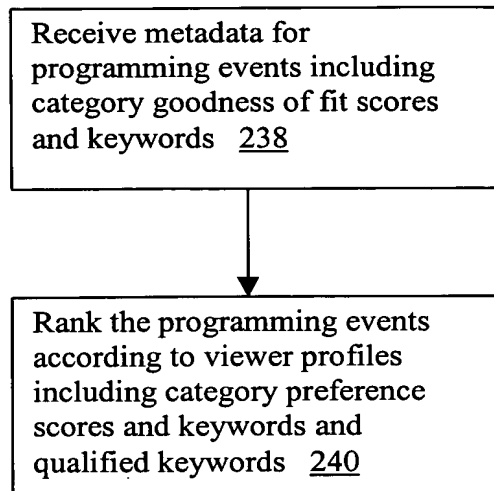 Receive metadata for
programming events including
category goodness of fit scores
and keywords 238
Rank the programming events
according to viewer profiles
including category preference
scores and keywords and
qualified keywords 240